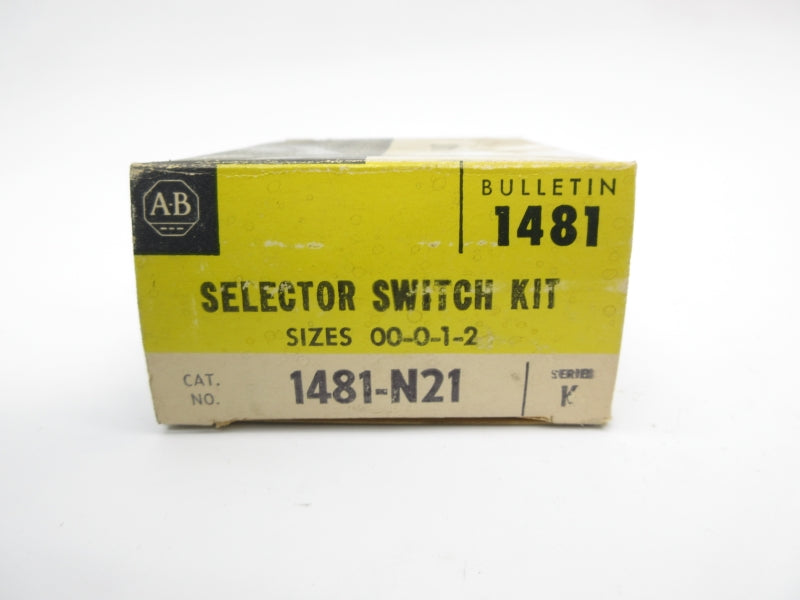 A-B
BULLETIN
1481
SELECTOR SWITCH KIT
SIZES 00-0-1-2
CAT. NO.
1481-N21
SERIES
K